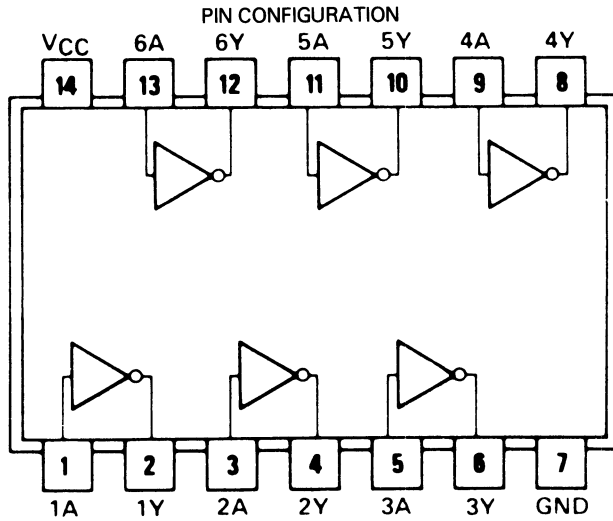 PIN CONFIGURATION
VCC 6A 6Y 5A 5Y 4A 4Y
14 13 12 11 10 9 8
1 2 3 4 5 6 7
1A 1Y 2A 2Y 3A 3Y GND